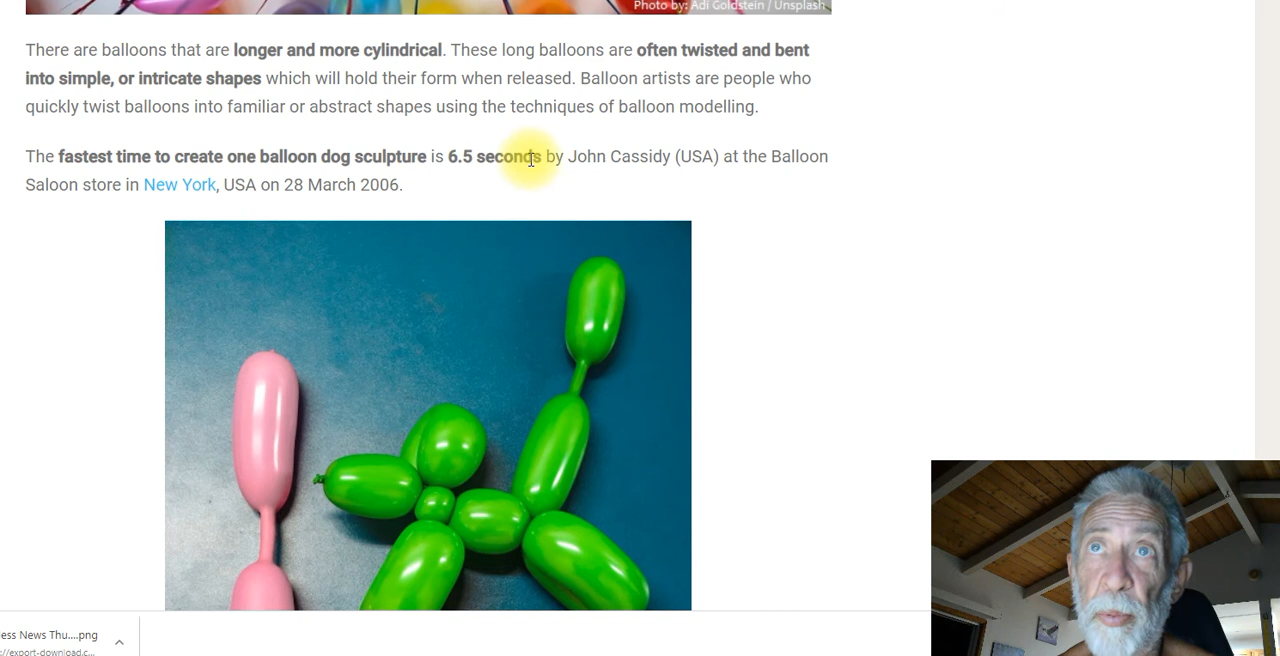 Photo by: Adi Goldstein / Unsplash
There are balloons that are longer and more cylindrical. These long balloons are often twisted and bent
into simple, or intricate shapes which will hold their form when released. Balloon artists are people who
quickly twist balloons into familiar or abstract shapes using the techniques of balloon modelling.
The fastest time to create one balloon dog sculpture is 6.5 seconds by John Cassidy (USA) at the Balloon
Saloon store in New York, USA on 28 March 2006.
ess News Thu....png
://export-download.c...